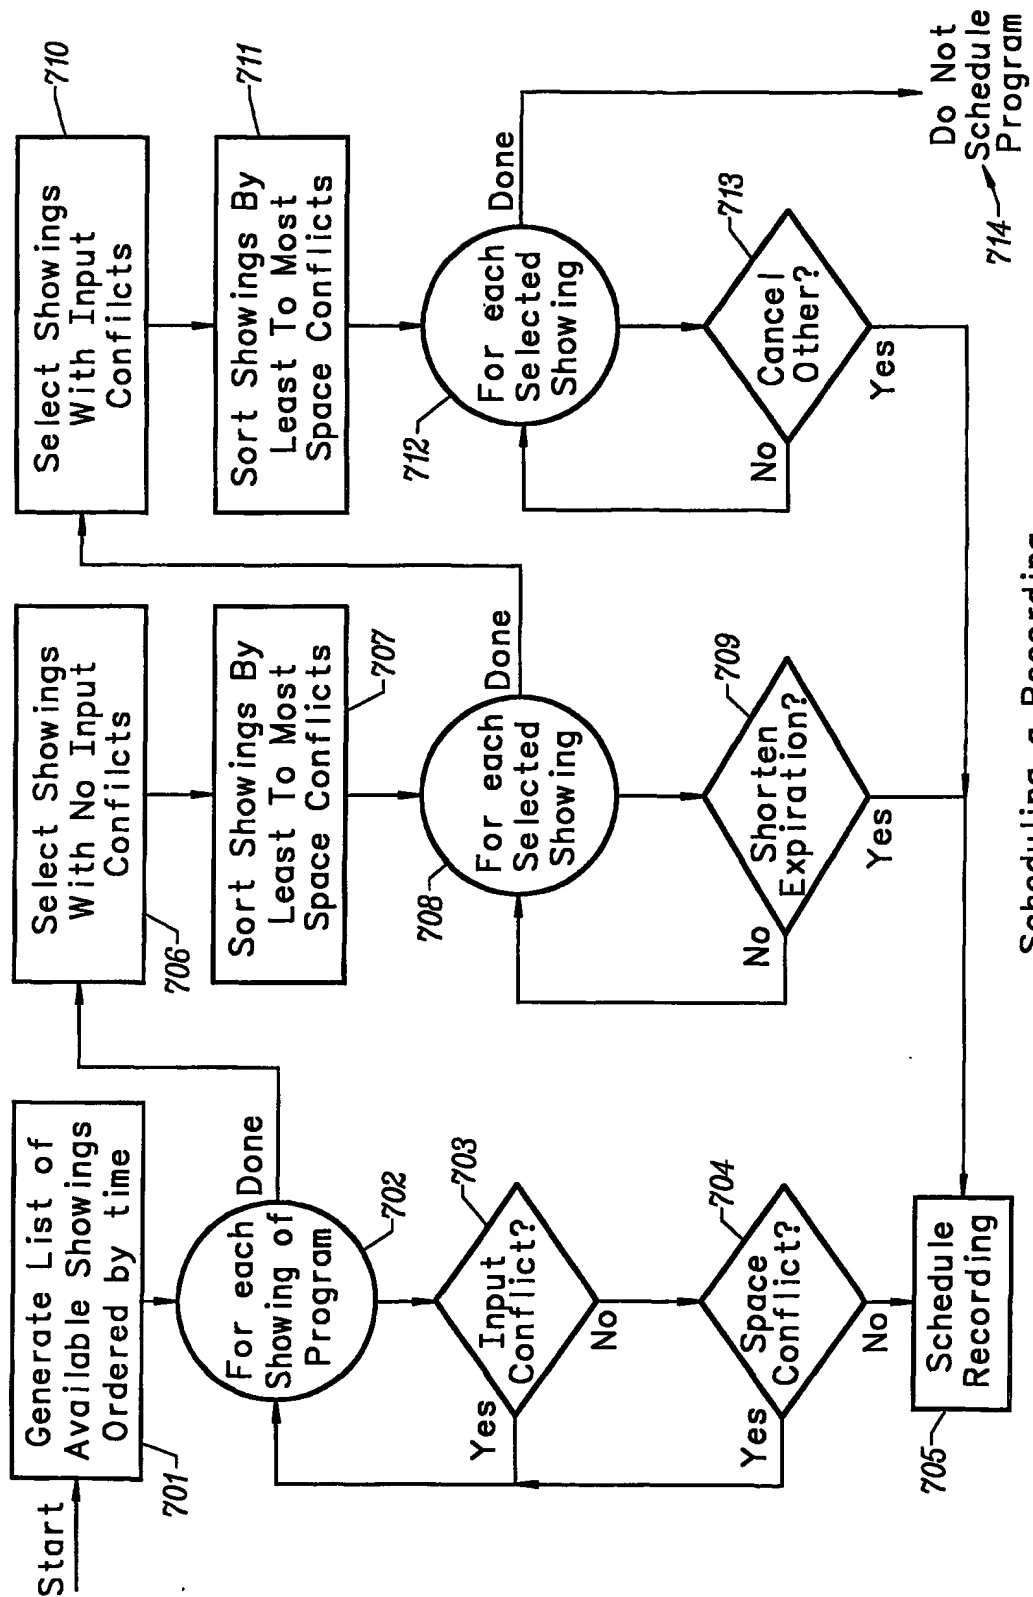 Start
Generate List of
Available Showings
Ordered by time
701
For each
Showing of
Program
702
Done
Input
Conflict?
703
Yes
No
Space
Conflict?
704
Yes
No
Schedule
Recording
705
Select Showings
With No Input
Confilcts
706
Sort Showings By
Least To Most
Space Conflicts
707
For each
Selected
Showing
708
Done
Shorten
Expiration?
709
No
Yes
Select Showings
With Input
Confilcts
710
Sort Showings By
Least To Most
Space Conflicts
711
For each
Selected
Showing
712
Done
Cancel
Other?
713
No
Yes
Do Not
Schedule
Program
714
Scheduling a Recording